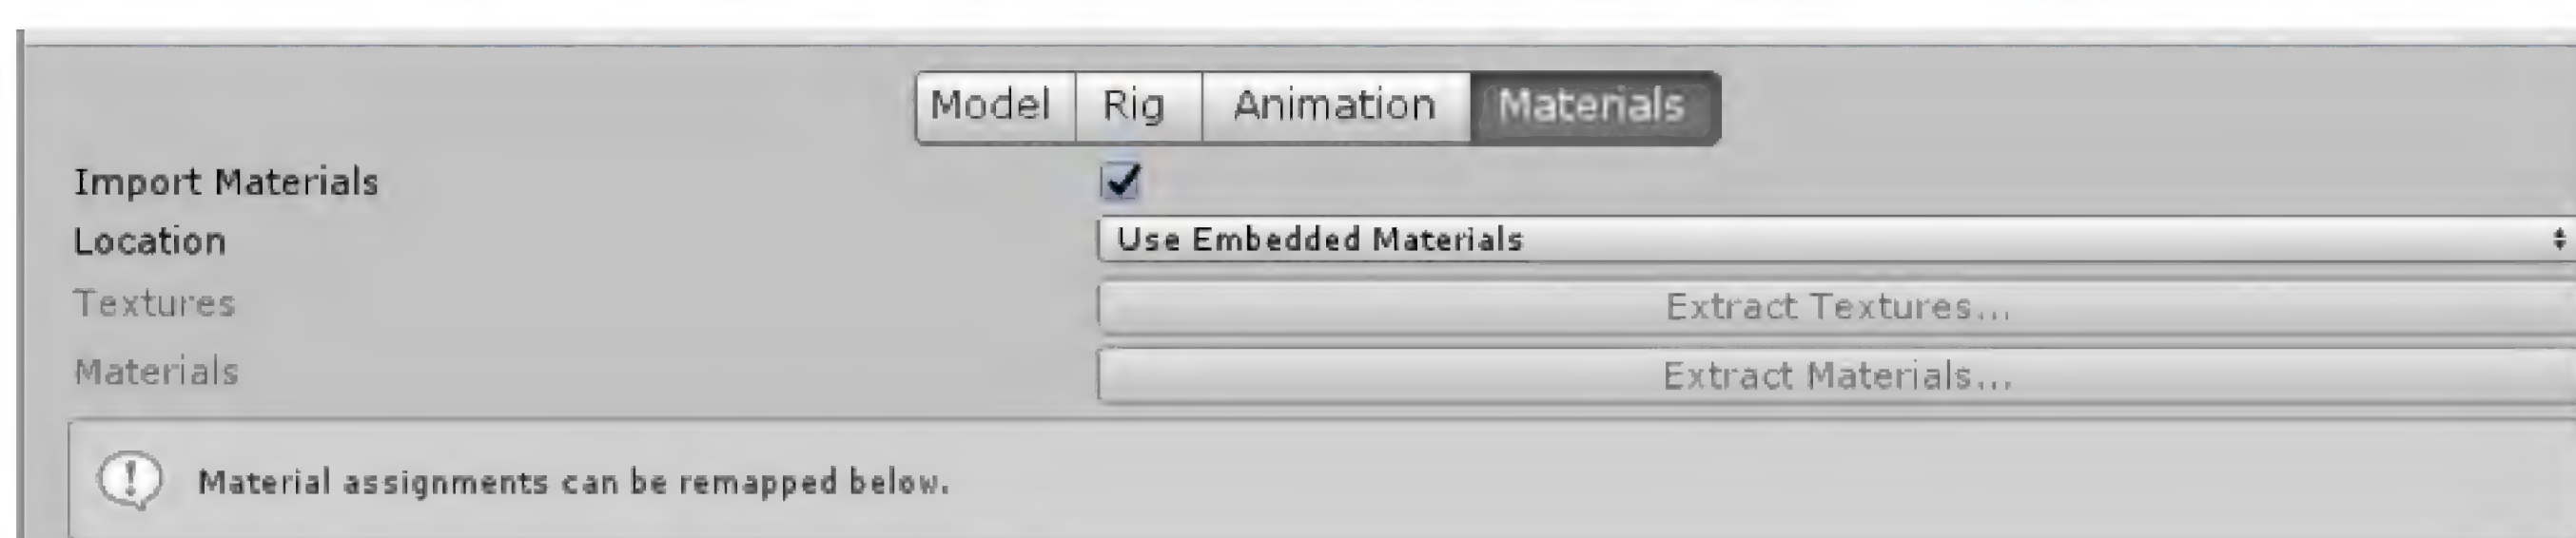 Model Rig Animation Materials
Import Materials
Location Use Embedded Materials
Textures Extract Textures...
Materials Extract Materials...
Material assignments can be remapped below.